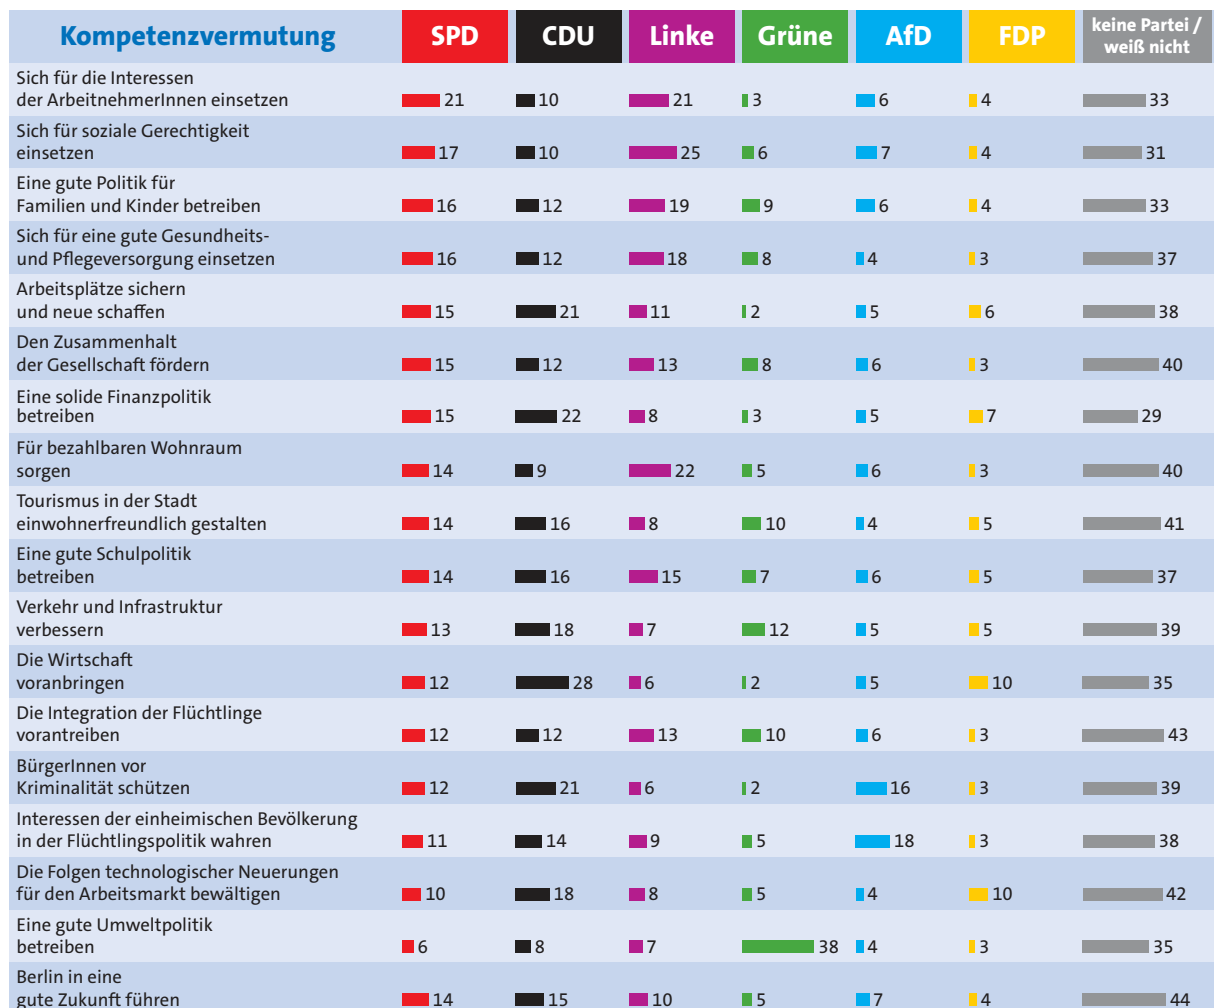 Kompetenzvermutung SPD CDU Linke Grüne AfD FDP keine Partei /
weiß nicht
Sich für die Interessen
der ArbeitnehmerInnen einsetzen 21 10 21 3 6 4 33
Sich für soziale Gerechtigkeit
einsetzen 17 10 25 6 7 4 31
Eine gute Politik für
Familien und Kinder betreiben 16 12 19 9 6 4 33
Sich für eine gute Gesundheits-
und Pflegeversorgung einsetzen 16 12 18 8 4 3 37
Arbeitsplätze sichern
und neue schaffen 15 21 11 2 5 6 38
Den Zusammenhalt
der Gesellschaft fördern 15 12 13 8 6 3 40
Eine solide Finanzpolitik
betreiben 15 22 8 3 5 7 29
Für bezahlbaren Wohnraum
sorgen 14 9 22 5 6 3 40
Tourismus in der Stadt
einwohnerfreundlich gestalten 14 16 8 10 4 5 41
Eine gute Schulpolitik
betreiben 14 16 15 7 6 5 37
Verkehr und Infrastruktur
verbessern 13 18 7 12 5 5 39
Die Wirtschaft
voranbringen 12 28 6 2 5 10 35
Die Integration der Flüchtlinge
vorantreiben 12 12 13 10 6 3 43
BürgerInnen vor
Kriminalität schützen 12 21 6 2 16 3 39
Interessen der einheimischen Bevölkerung
in der Flüchtlingspolitik wahren 11 14 9 5 18 3 38
Die Folgen technologischer Neuerungen
für den Arbeitsmarkt bewältigen 10 18 8 5 4 10 42
Eine gute Umweltpolitik
betreiben 6 8 7 38 4 3 35
Berlin in eine
gute Zukunft führen 14 15 10 5 7 4 44